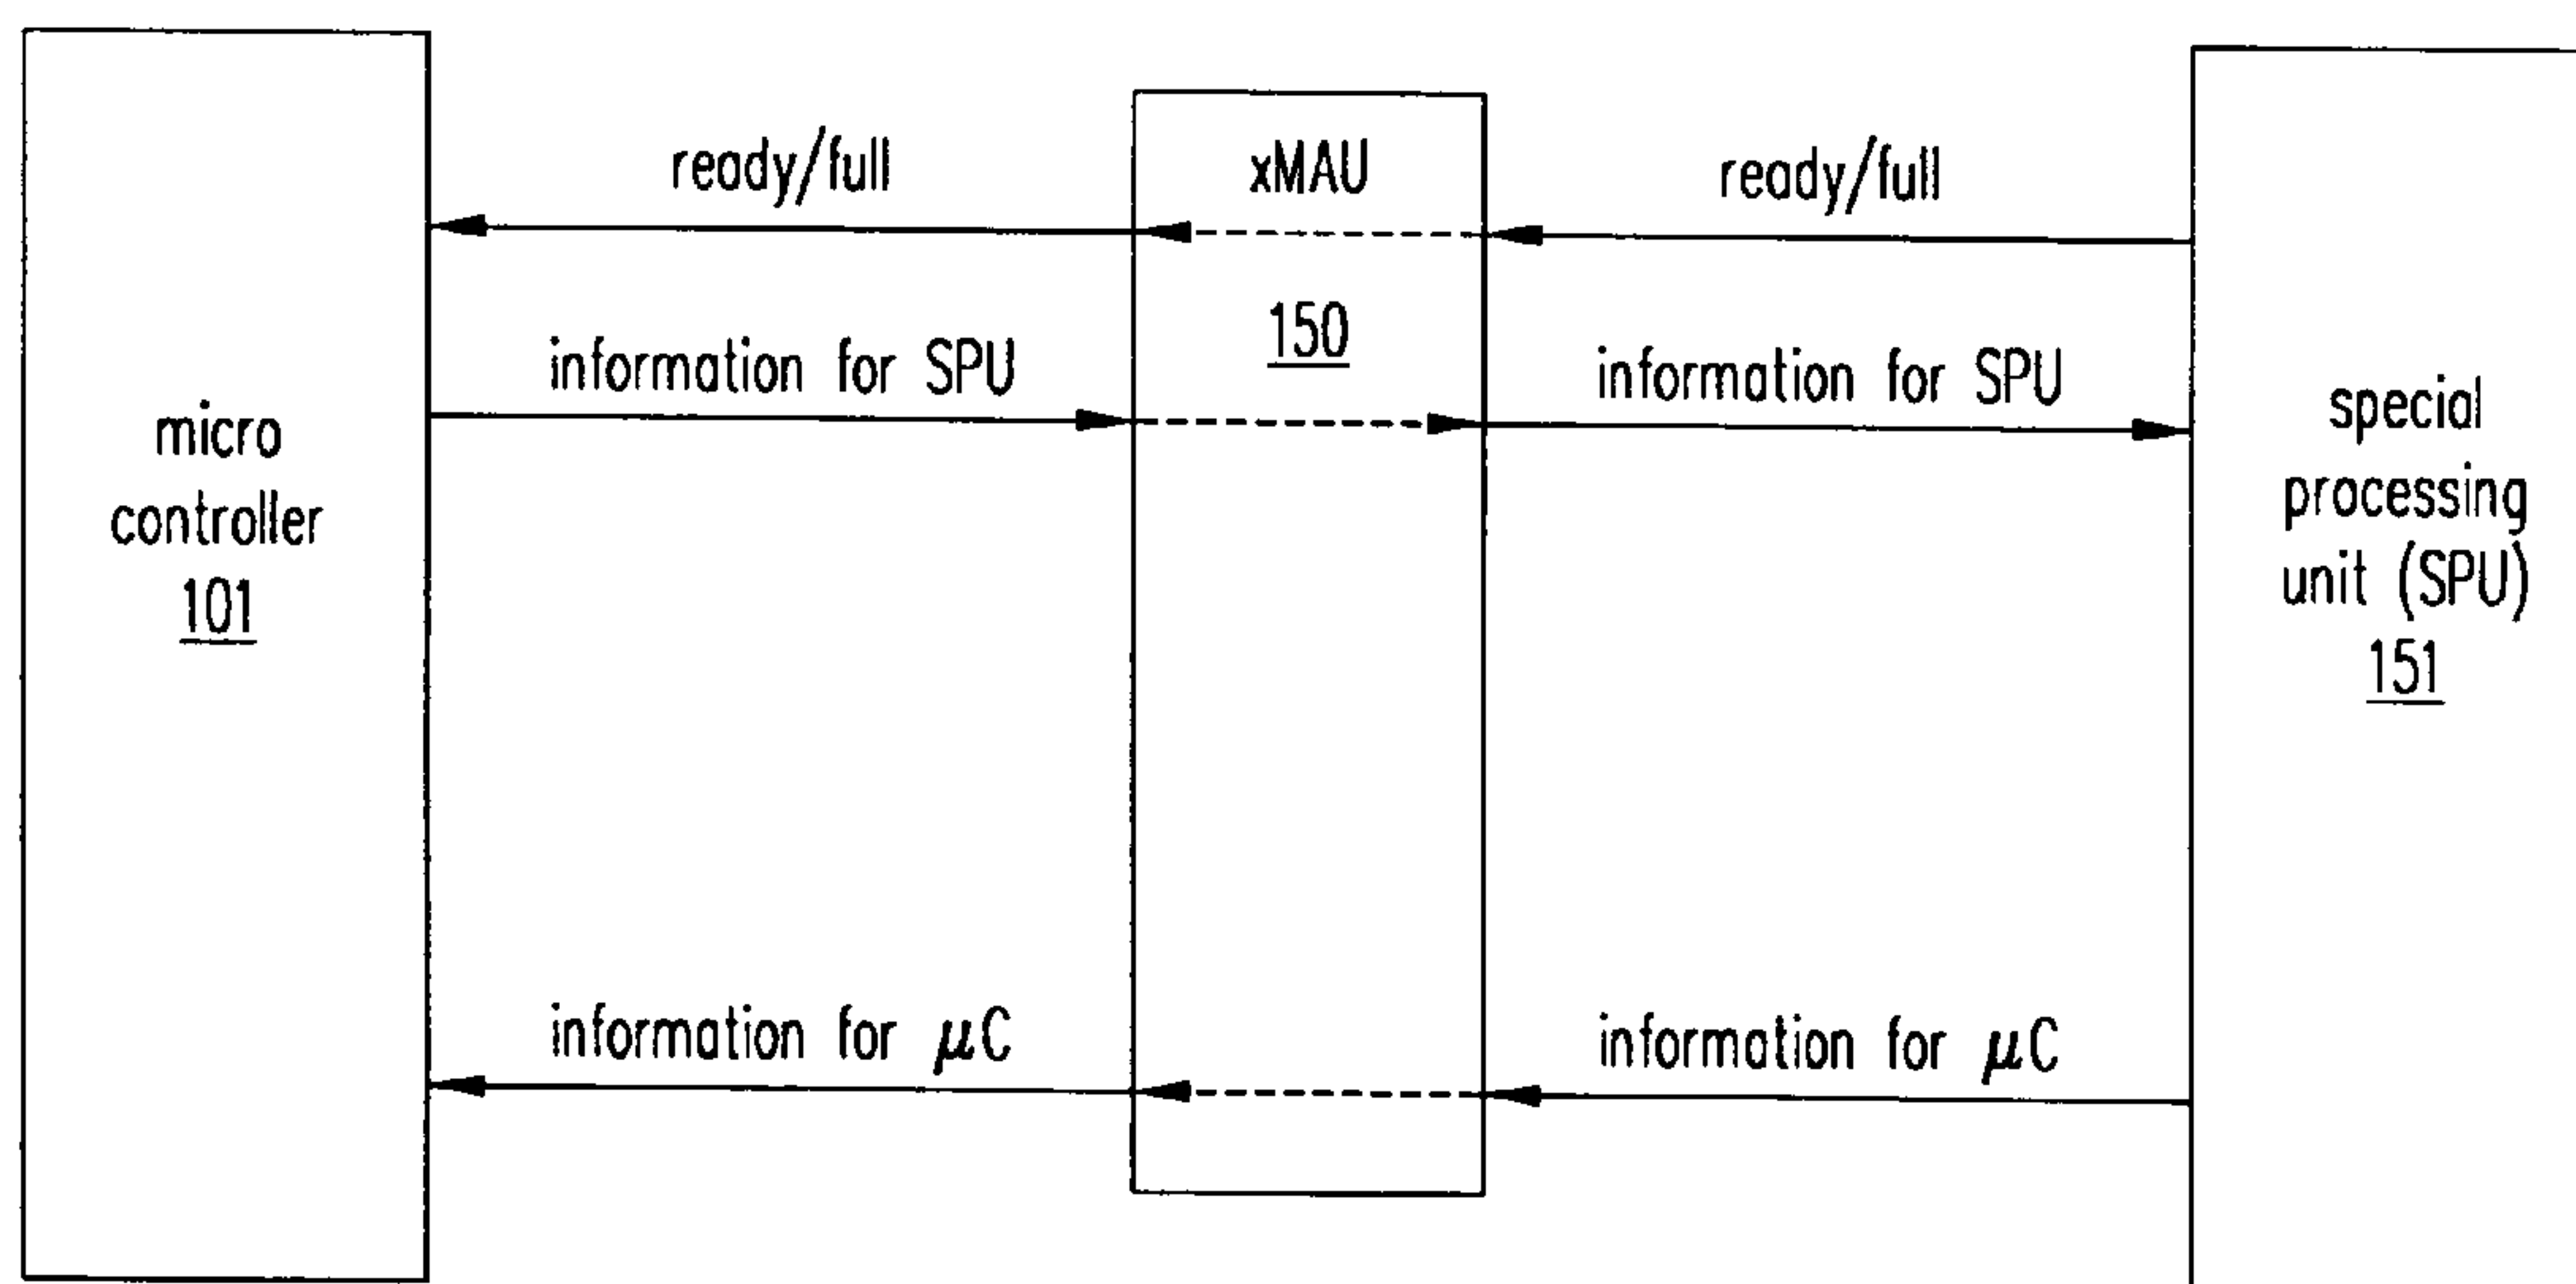 ready/full
xMAU
ready/full
150
information for SPU
information for SPU
micro
controller
101
special
processing
unit (SPU)
151
information for μC
information for μC